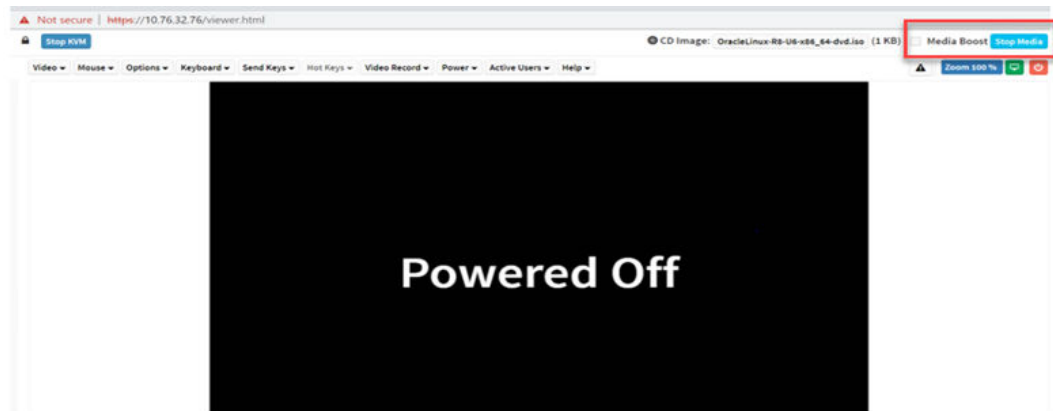 Not secure | https://10.76.32.76/viewer.html
Stop KVM CD Image: OracleLinux-R8-U6-x86_64-dvd.iso (1 KB) Media Boost Stop Media
Video Mouse Options Keyboard Send Keys Hot Keys Video Record Power Active Users Help Zoom 100 %
Powered Off